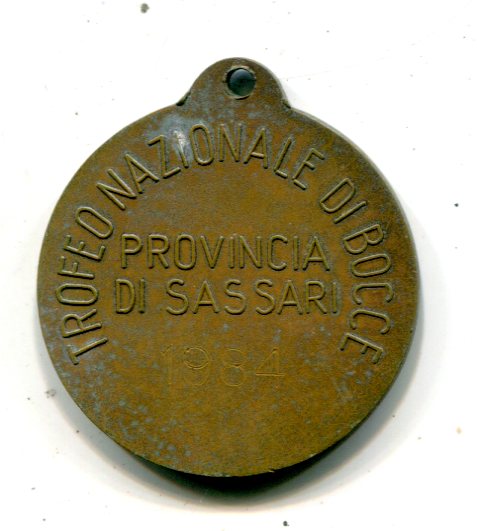 TROFEO NAZIONALE DI BOCCE
PROVINCIA
DI SASSARI
1984